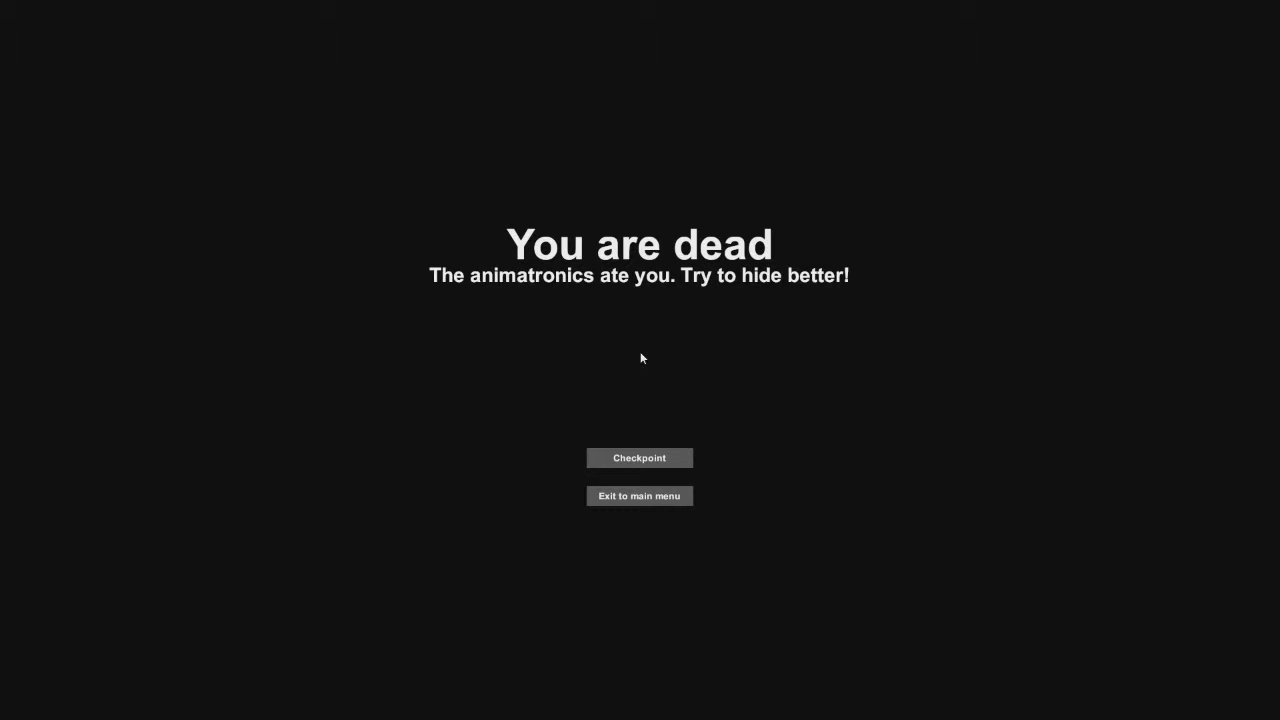 You are dead
The animatronics ate you. Try to hide better!
Checkpoint
Exit to main menu